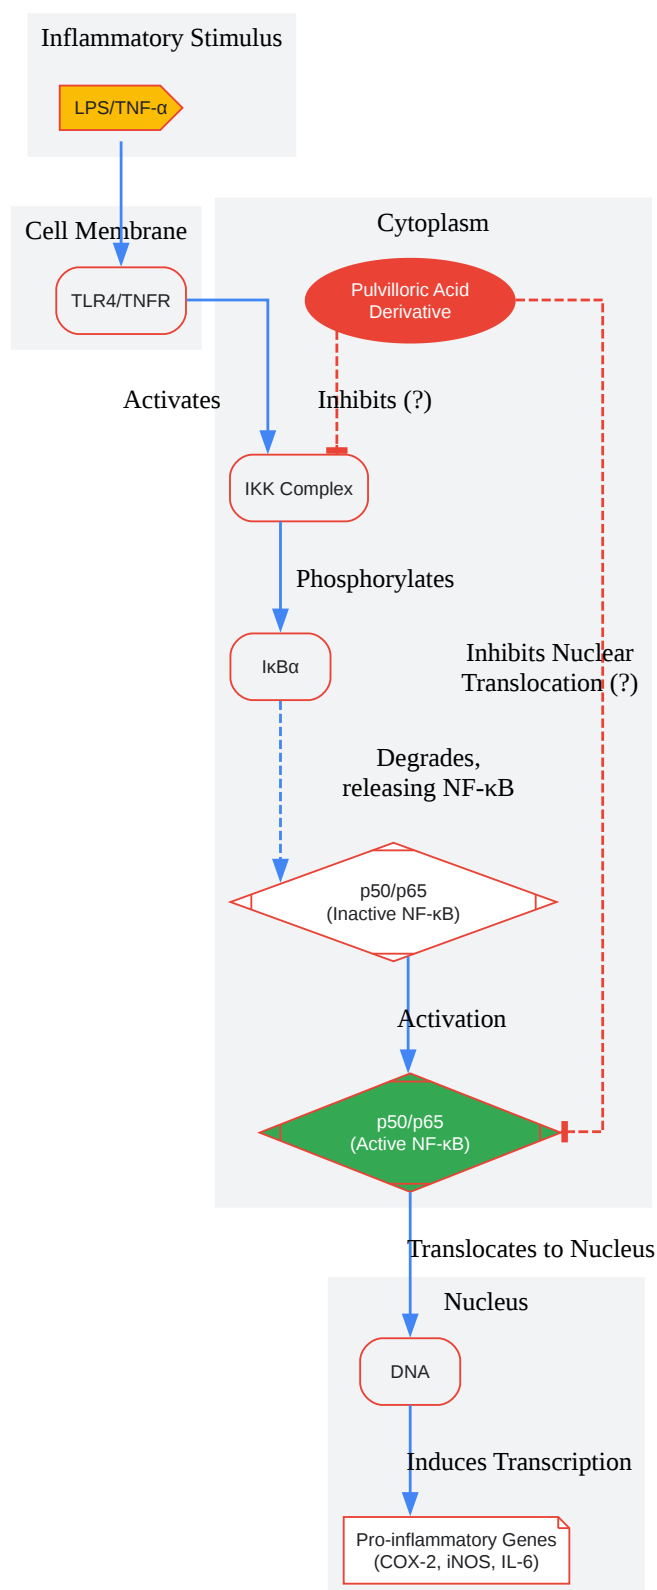 Inflammatory Stimulus
LPS/TNF-α
Cell Membrane
TLR4/TNFR
Cytoplasm
Pulvilloric Acid
Derivative
Activates
Inhibits (?)
IKK Complex
Phosphorylates
IκBα
Inhibits Nuclear
Translocation (?)
Degrades,
releasing NF-κB
p50/p65
(Inactive NF-κB)
Activation
p50/p65
(Active NF-κB)
Translocates to Nucleus
Nucleus
DNA
Induces Transcription
Pro-inflammatory Genes
(COX-2, iNOS, IL-6)